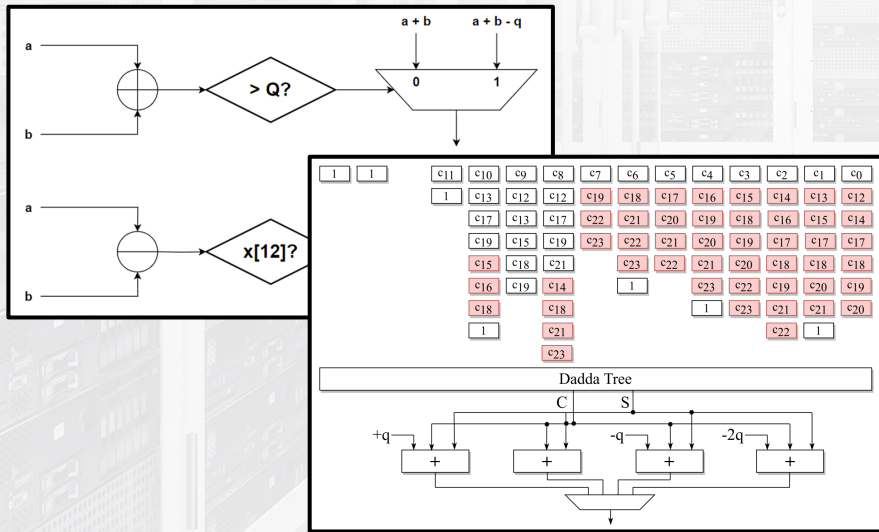 a + b a + b - q
a
> Q?
0 1
b
a
x[12]?
b
1 1 c11 c10 c9 c8 c7 c6 c5 c4 c3 c2 c1 c0
1 c13 c12 c12 c19 c18 c17 c16 c15 c14 c13 c12
c17 c13 c17 c22 c21 c20 c19 c18 c16 c15 c14
c19 c15 c19 c23 c22 c21 c20 c19 c17 c17 c17
c15 c18 c21 c23 c22 c21 c20 c18 c18 c18
c16 c19 c14 1 c23 c22 c19 c20 c19
c18 c18 1 c23 c21 c21 c20
1 c21 c22 1
c23
Dadda Tree
C S
+q -q -2q
+ + + +